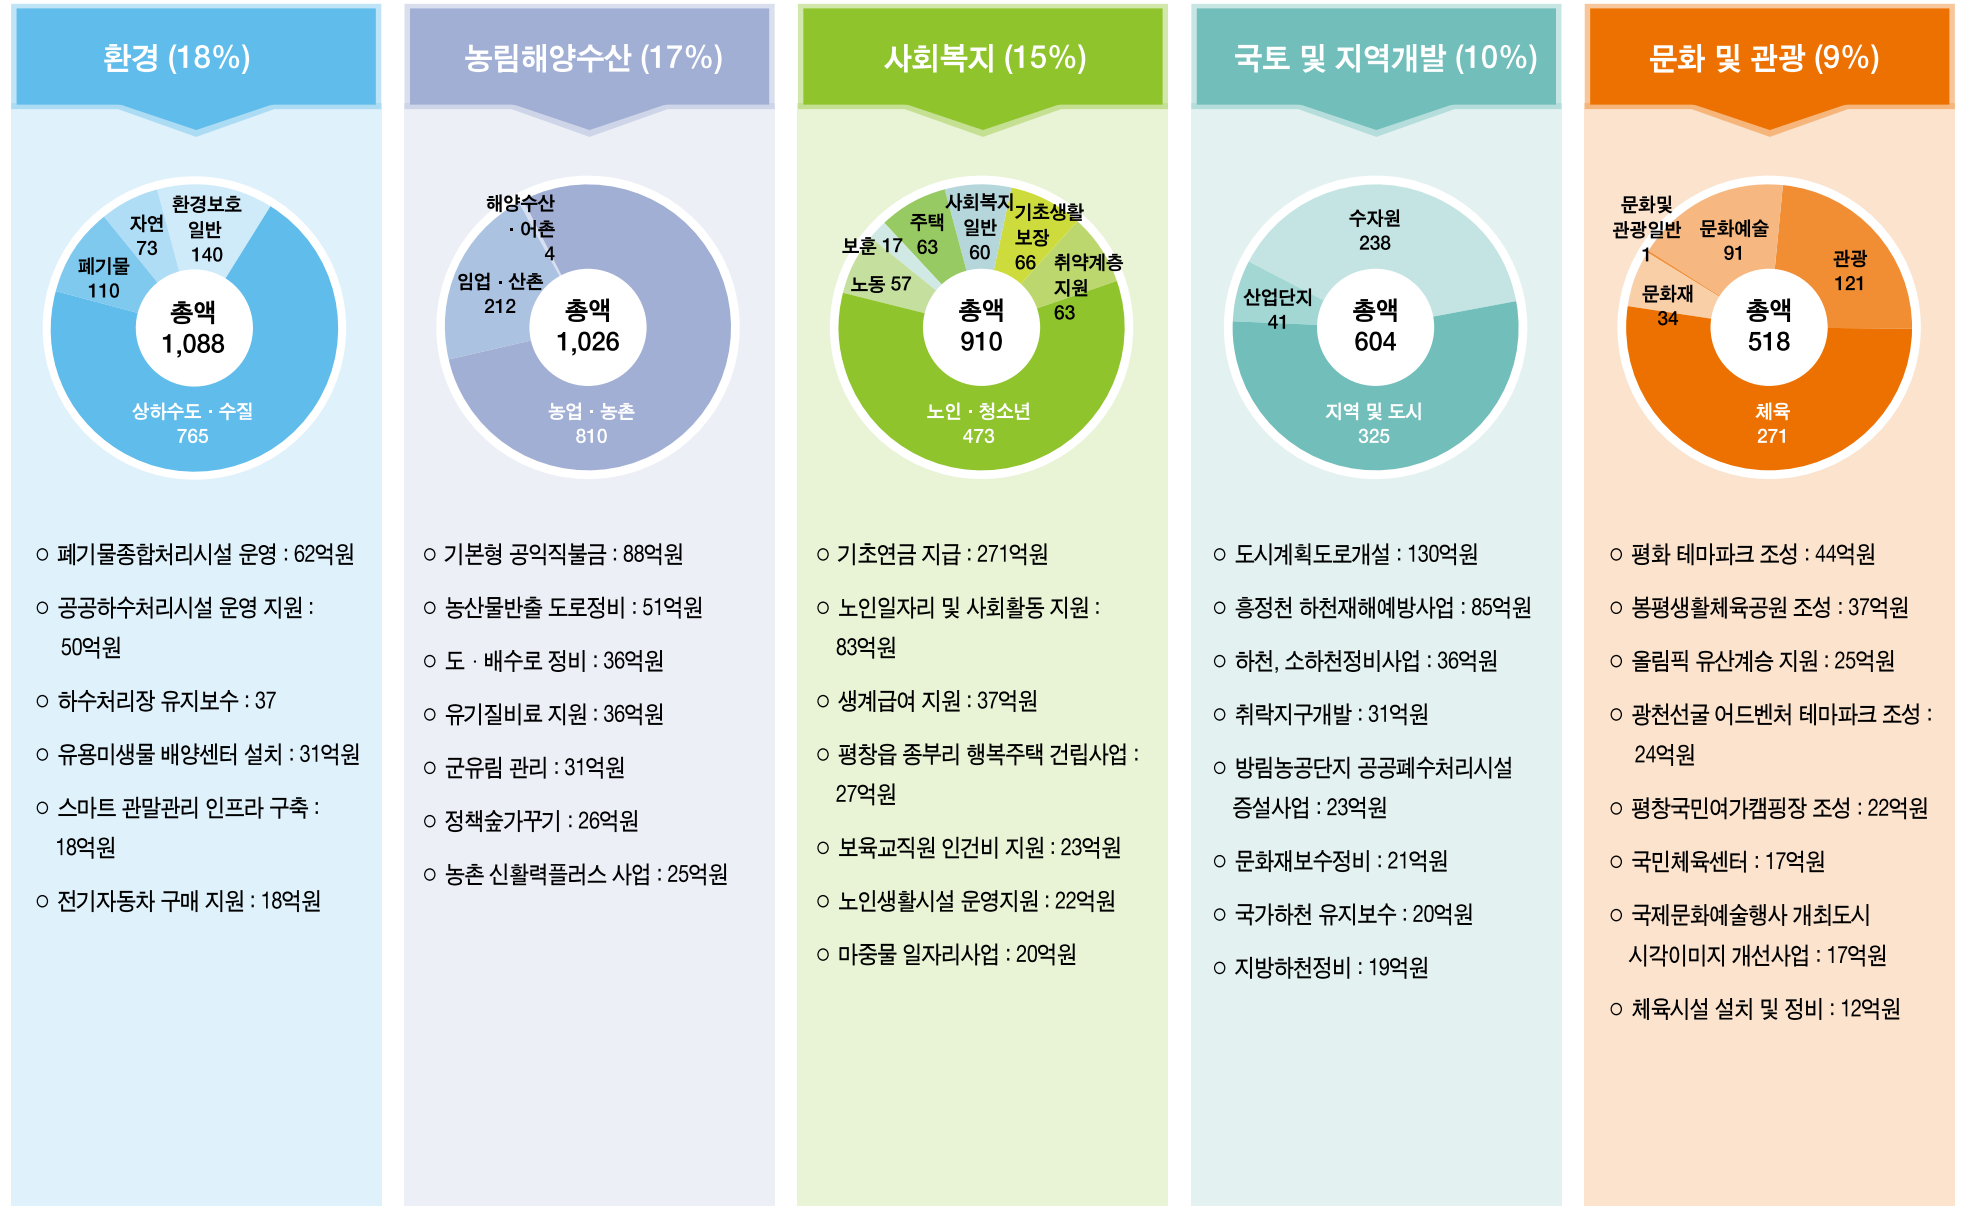 환경 (18%)
환경보호
일반
140
자연
73
폐기물
110
총액
1,088
상하수도 · 수질
765
○ 폐기물종합처리시설 운영 : 62억원
○ 공공하수처리시설 운영 지원 :
50억원
○ 하수처리장 유지보수 : 37
○ 유용미생물 배양센터 설치 : 31억원
○ 스마트 관말관리 인프라 구축 :
18억원
○ 전기자동차 구매 지원 : 18억원
농림해양수산 (17%)
해양수산
· 어촌
4
임업 · 산촌
212
총액
1,026
농업 · 농촌
810
○ 기본형 공익직불금 : 88억원
○ 농산물반출 도로정비 : 51억원
○ 도 · 배수로 정비 : 36억원
○ 유기질비료 지원 : 36억원
○ 군유림 관리 : 31억원
○ 정책숲가꾸기 : 26억원
○ 농촌 신활력플러스 사업 : 25억원
사회복지 (15%)
사회복지
일반
60
기초생활
보장
66
주택
63
보훈 17
노동 57
취약계층
지원
63
총액
910
노인 · 청소년
473
○ 기초연금 지급 : 271억원
○ 노인일자리 및 사회활동 지원 :
83억원
○ 생계급여 지원 : 37억원
○ 평창읍 종부리 행복주택 건립사업 :
27억원
○ 보육교직원 인건비 지원 : 23억원
○ 노인생활시설 운영지원 : 22억원
○ 마중물 일자리사업 : 20억원
국토 및 지역개발 (10%)
수자원
238
산업단지
41
총액
604
지역 및 도시
325
○ 도시계획도로개설 : 130억원
○ 흥정천 하천재해예방사업 : 85억원
○ 하천, 소하천정비사업 : 36억원
○ 취락지구개발 : 31억원
○ 방림농공단지 공공폐수처리시설
증설사업 : 23억원
○ 문화재보수정비 : 21억원
○ 국가하천 유지보수 : 20억원
○ 지방하천정비 : 19억원
문화 및 관광 (9%)
문화및
관광일반
1
문화예술
91
관광
121
문화재
34
총액
518
체육
271
○ 평화 테마파크 조성 : 44억원
○ 봉평생활체육공원 조성 : 37억원
○ 올림픽 유산계승 지원 : 25억원
○ 광천선굴 어드벤처 테마파크 조성 :
24억원
○ 평창국민여가캠핑장 조성 : 22억원
○ 국민체육센터 : 17억원
○ 국제문화예술행사 개최도시
시각이미지 개선사업 : 17억원
○ 체육시설 설치 및 정비 : 12억원